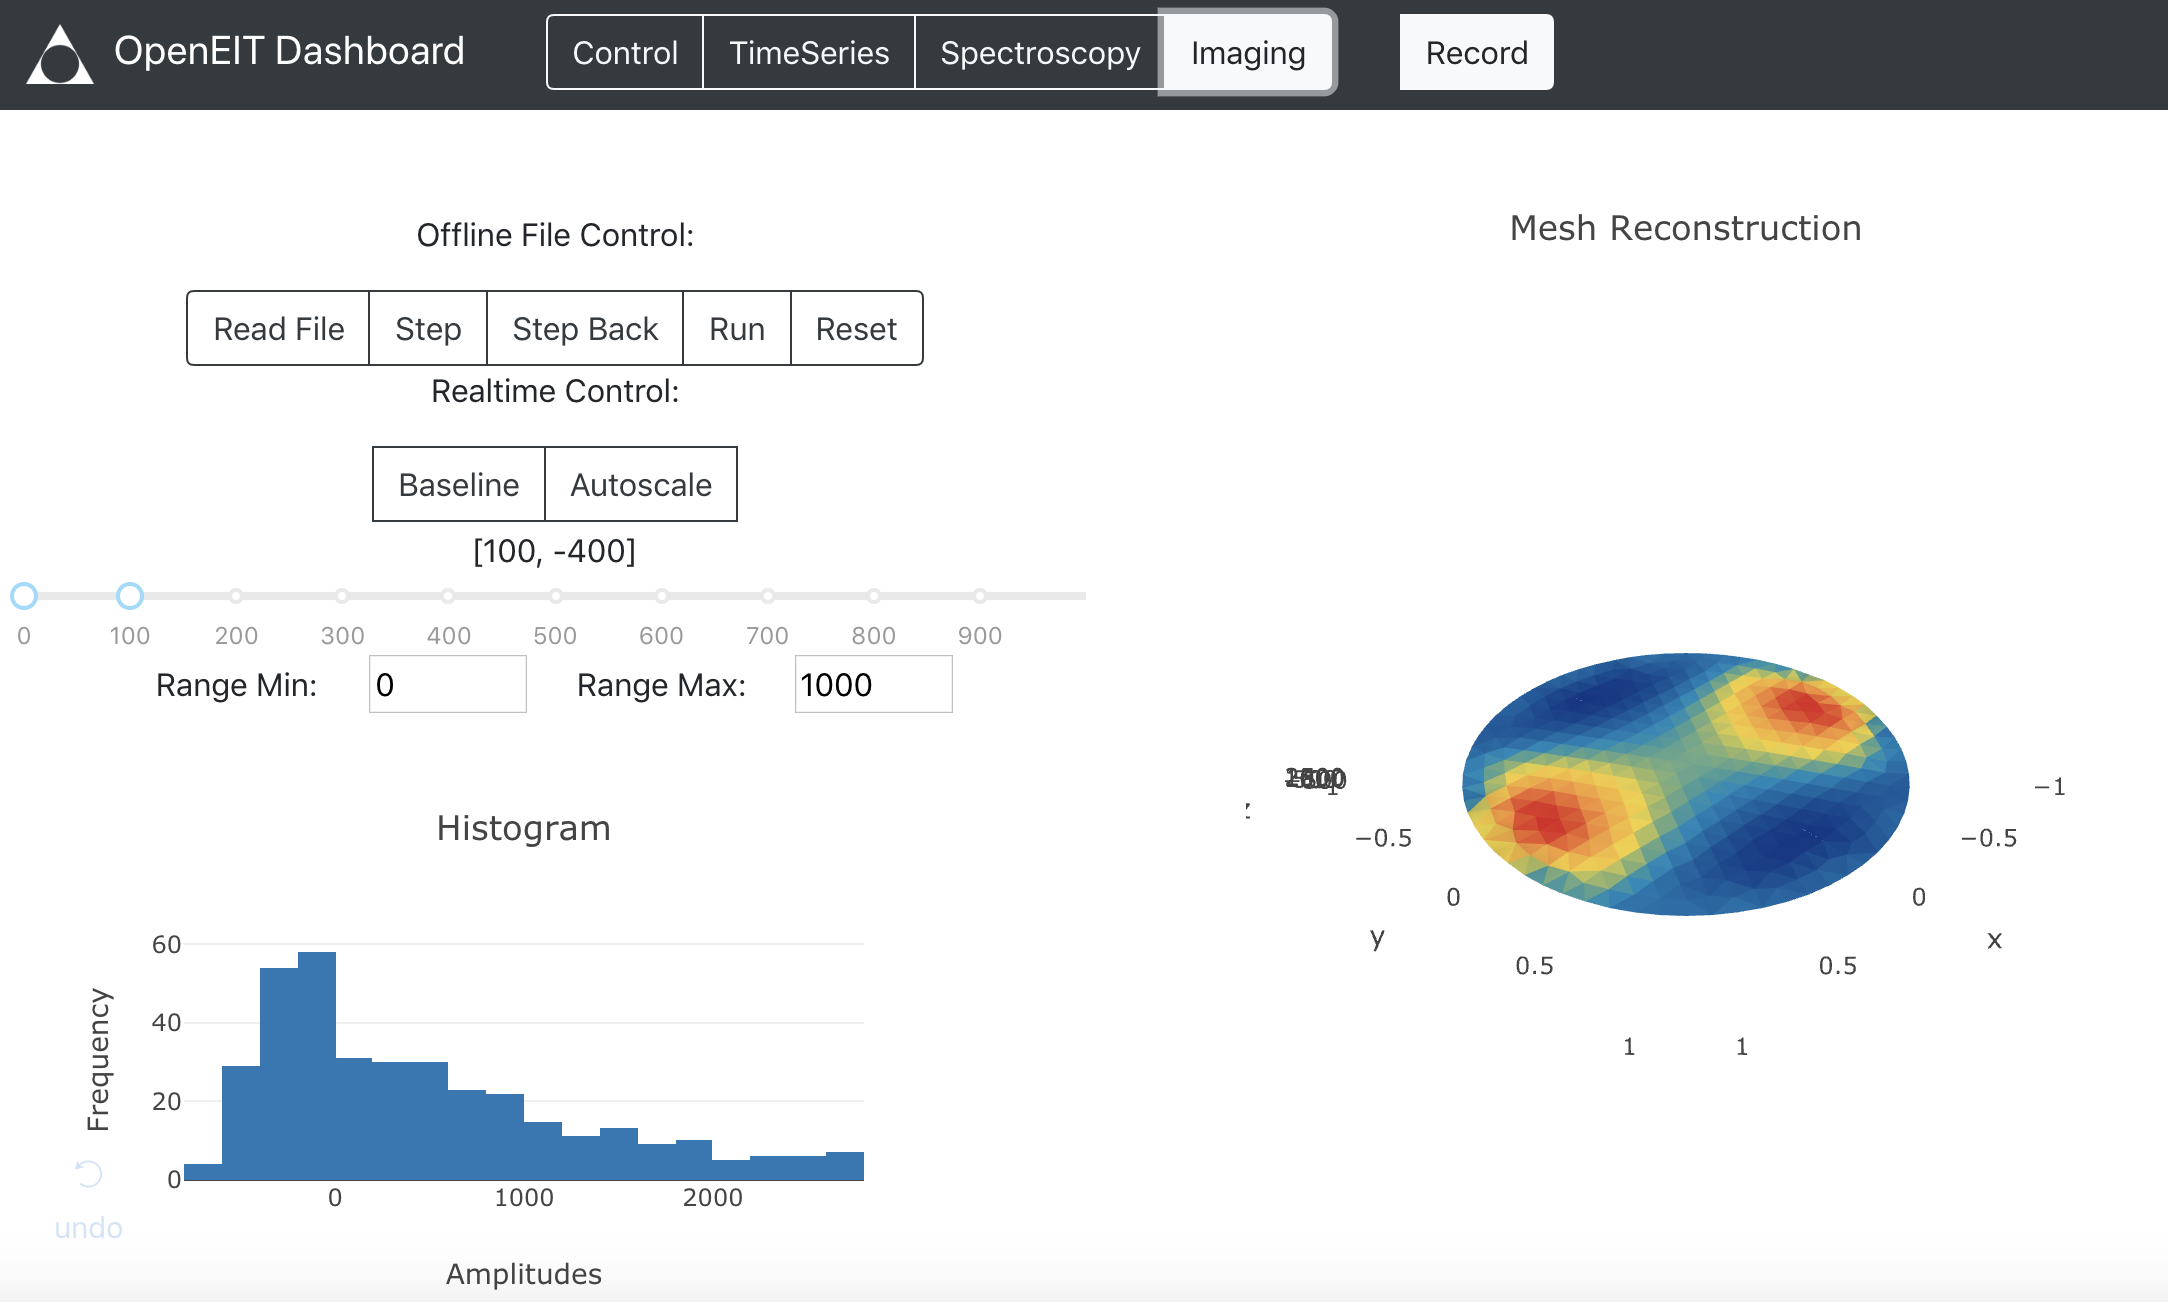 OpenEIT Dashboard
Control TimeSeries Spectroscopy Imaging Record
Offline File Control:
Read File Step Step Back Run Reset
Realtime Control:
Baseline Autoscale
[100, -400]
0 100 200 300 400 500 600 700 800 900
Range Min: 0 Range Max: 1000
Histogram
60
40
20
0
Frequency
0 1000 2000
Amplitudes
undo
Mesh Reconstruction
z
−0.5
0
y
0.5
1
−1
−0.5
0
x
0.5
1